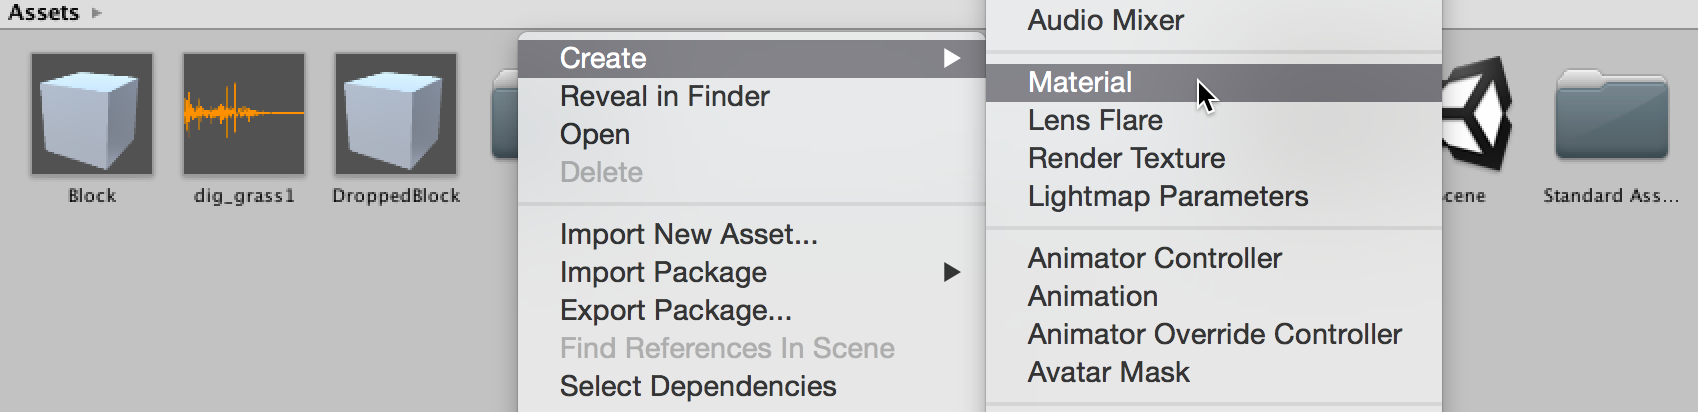 Assets
Block
dig_grass1
DroppedBlock
Create
Reveal in Finder
Open
Delete
Import New Asset...
Import Package
Export Package...
Find References In Scene
Select Dependencies
Audio Mixer
Material
Lens Flare
Render Texture
Lightmap Parameters
Animator Controller
Animation
Animator Override Controller
Avatar Mask
cene
Standard Ass...